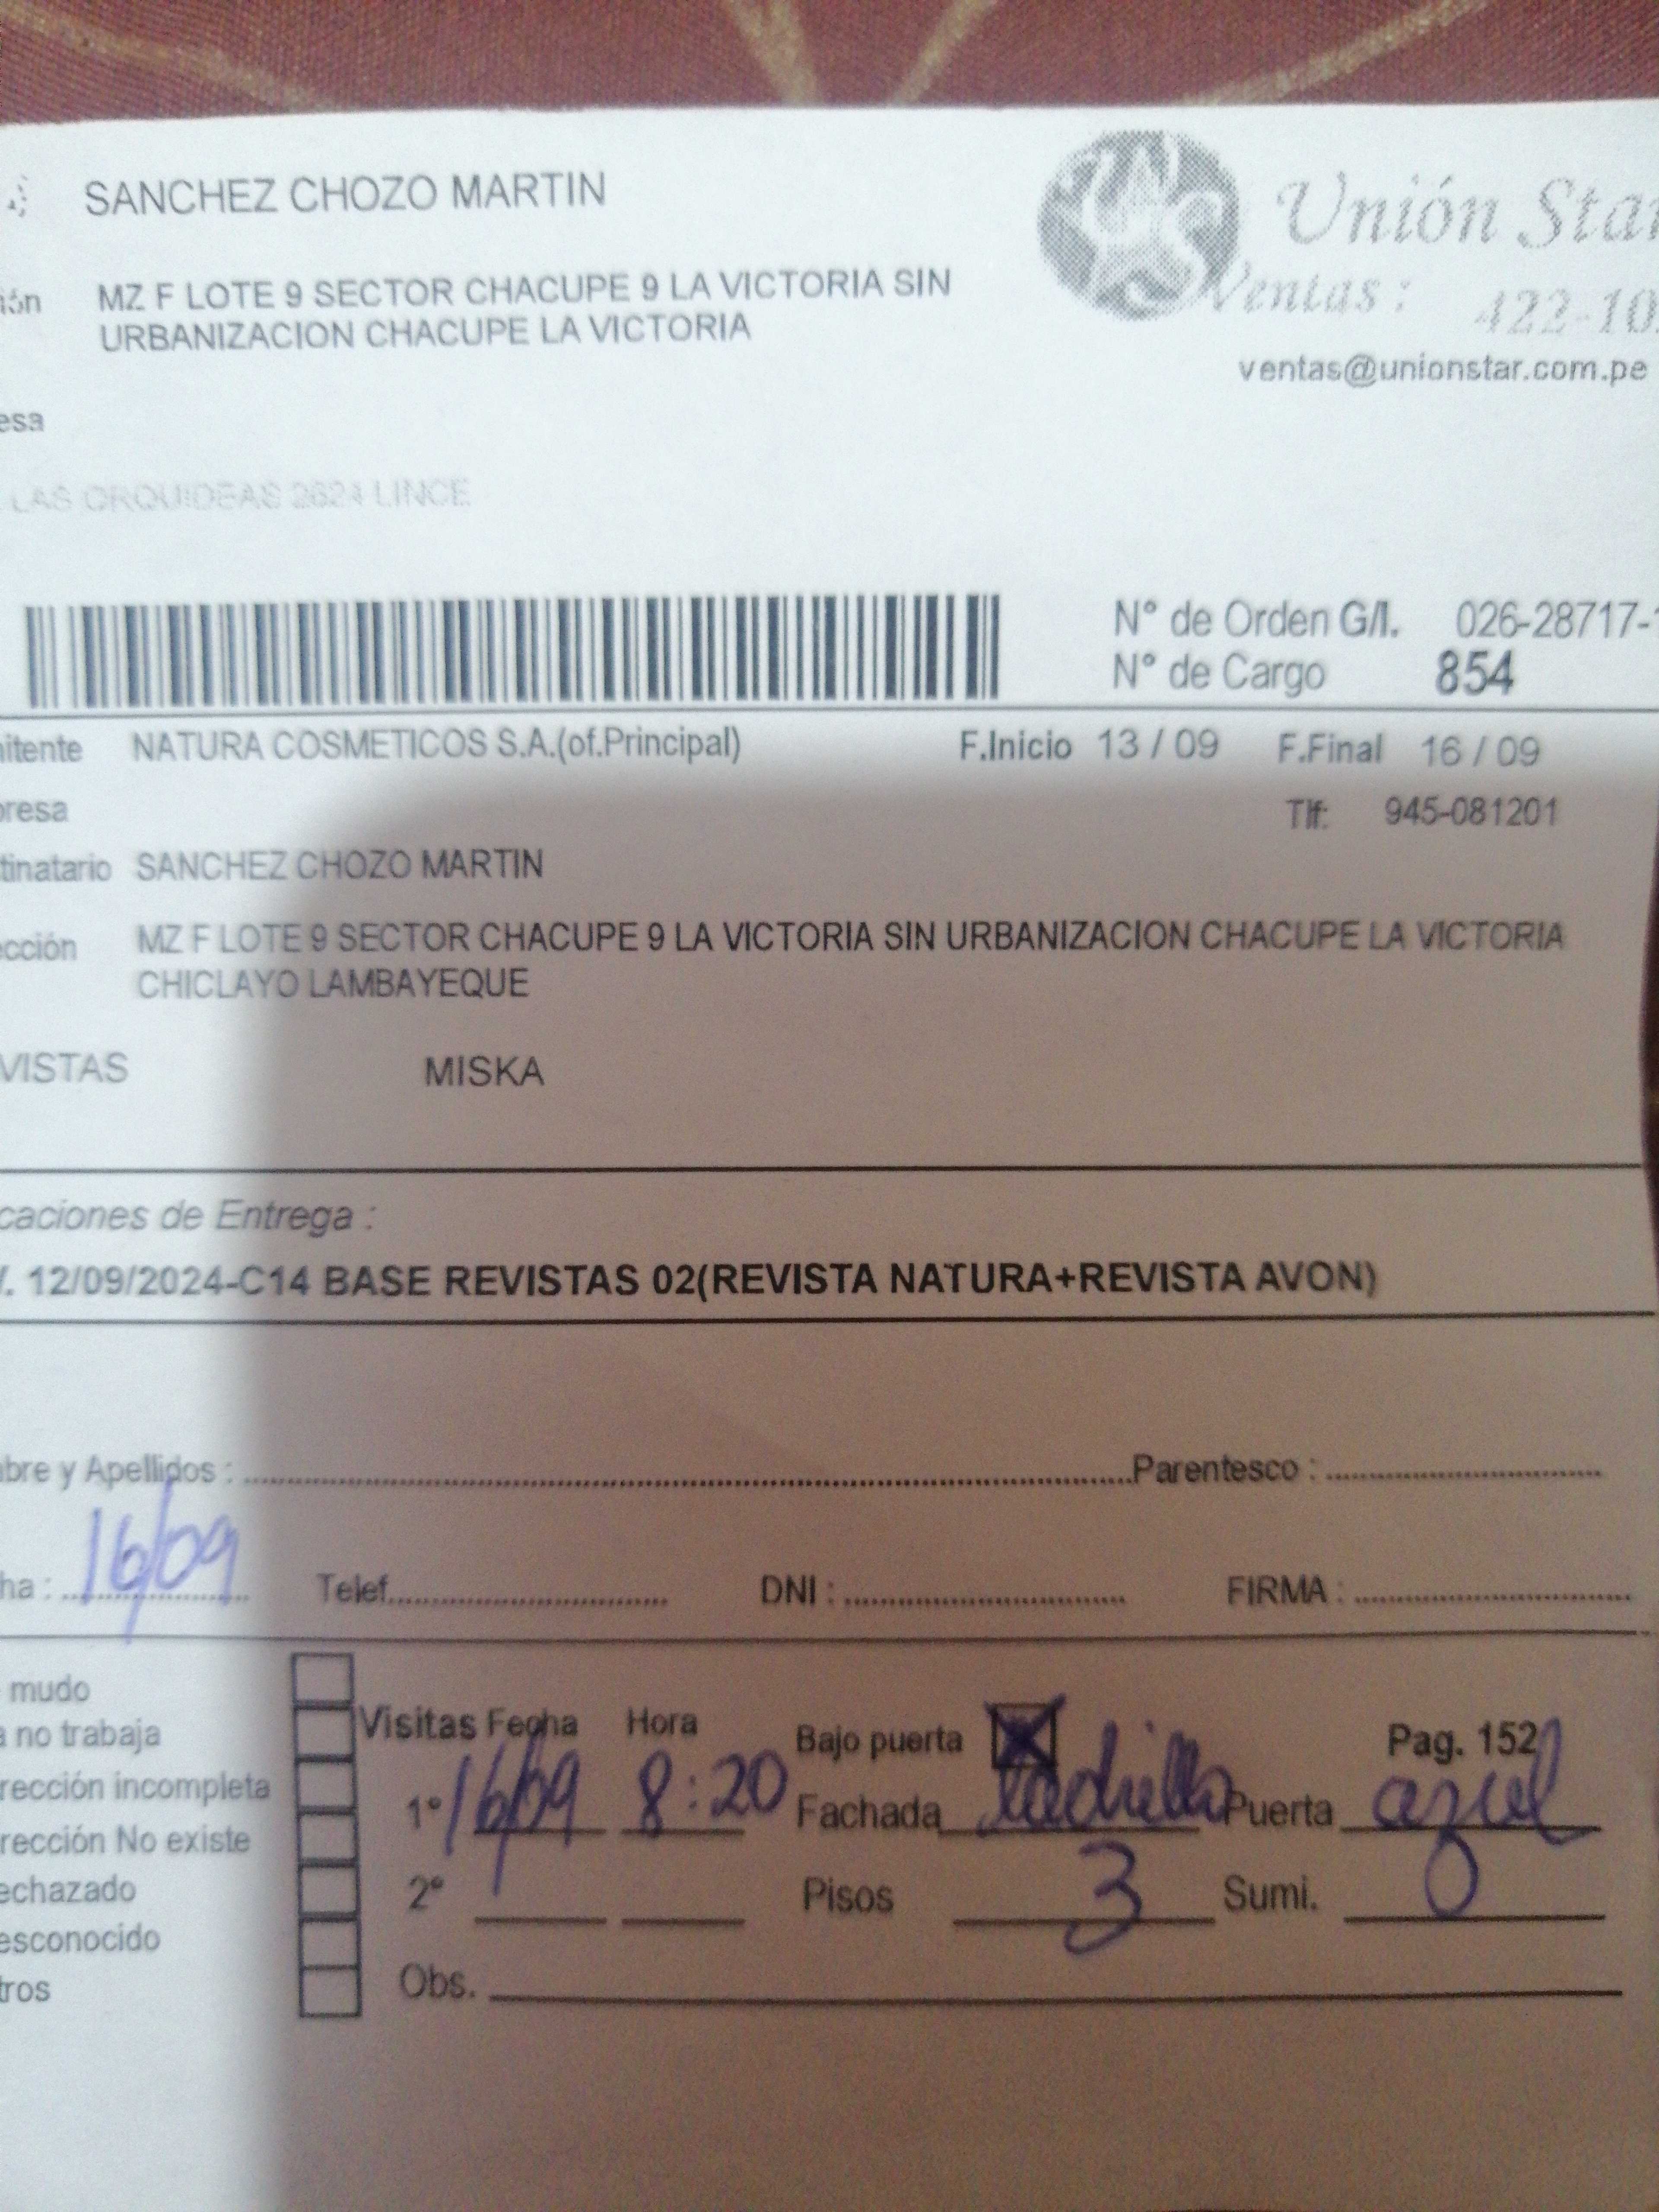 SANCHEZ CHOZO MARTIN
Unión Star
ión MZ F LOTE 9 SECTOR CHACUPE 9 LA VICTORIA SIN
URBANIZACION CHACUPE LA VICTORIA
Ventas : 422-10
ventas@unionstar.com.pe
esa
LAS ORQUIDEAS 2624 LINCE
N° de Orden G/I. 026-28717-
N° de Cargo 854
nitente NATURA COSMETICOS S.A.(of.Principal) F.Inicio 13 / 09 F.Final 16 / 09
presa Tlf: 945-081201
tinatario SANCHEZ CHOZO MARTIN
ección MZ F LOTE 9 SECTOR CHACUPE 9 LA VICTORIA SIN URBANIZACION CHACUPE LA VICTORIA
CHICLAYO LAMBAYEQUE
VISTAS MISKA
caciones de Entrega :
. 12/09/2024-C14 BASE REVISTAS 02(REVISTA NATURA+REVISTA AVON)
bre y Apellidos : Parentesco :
ha : 16/09 Telef. DNI : FIRMA :
mudo
a no trabaja
Visitas Fecha Hora Bajo puerta X Pag. 152
rección incompleta
1° 16/09 8:20 Fachada ladrillo Puerta azul
rección No existe
echazado
2° Pisos 3 Sumi. 0
esconocido
tros
Obs.